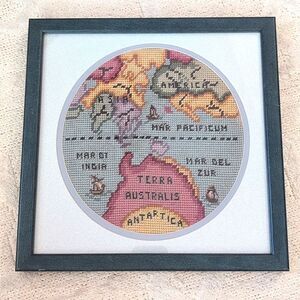 ASIA
AMERICA
MAR PACIFICUM
MAR DI
INDIA
MAR DEL
ZUR
TERRA
AUSTRALIS
ANTARTICA